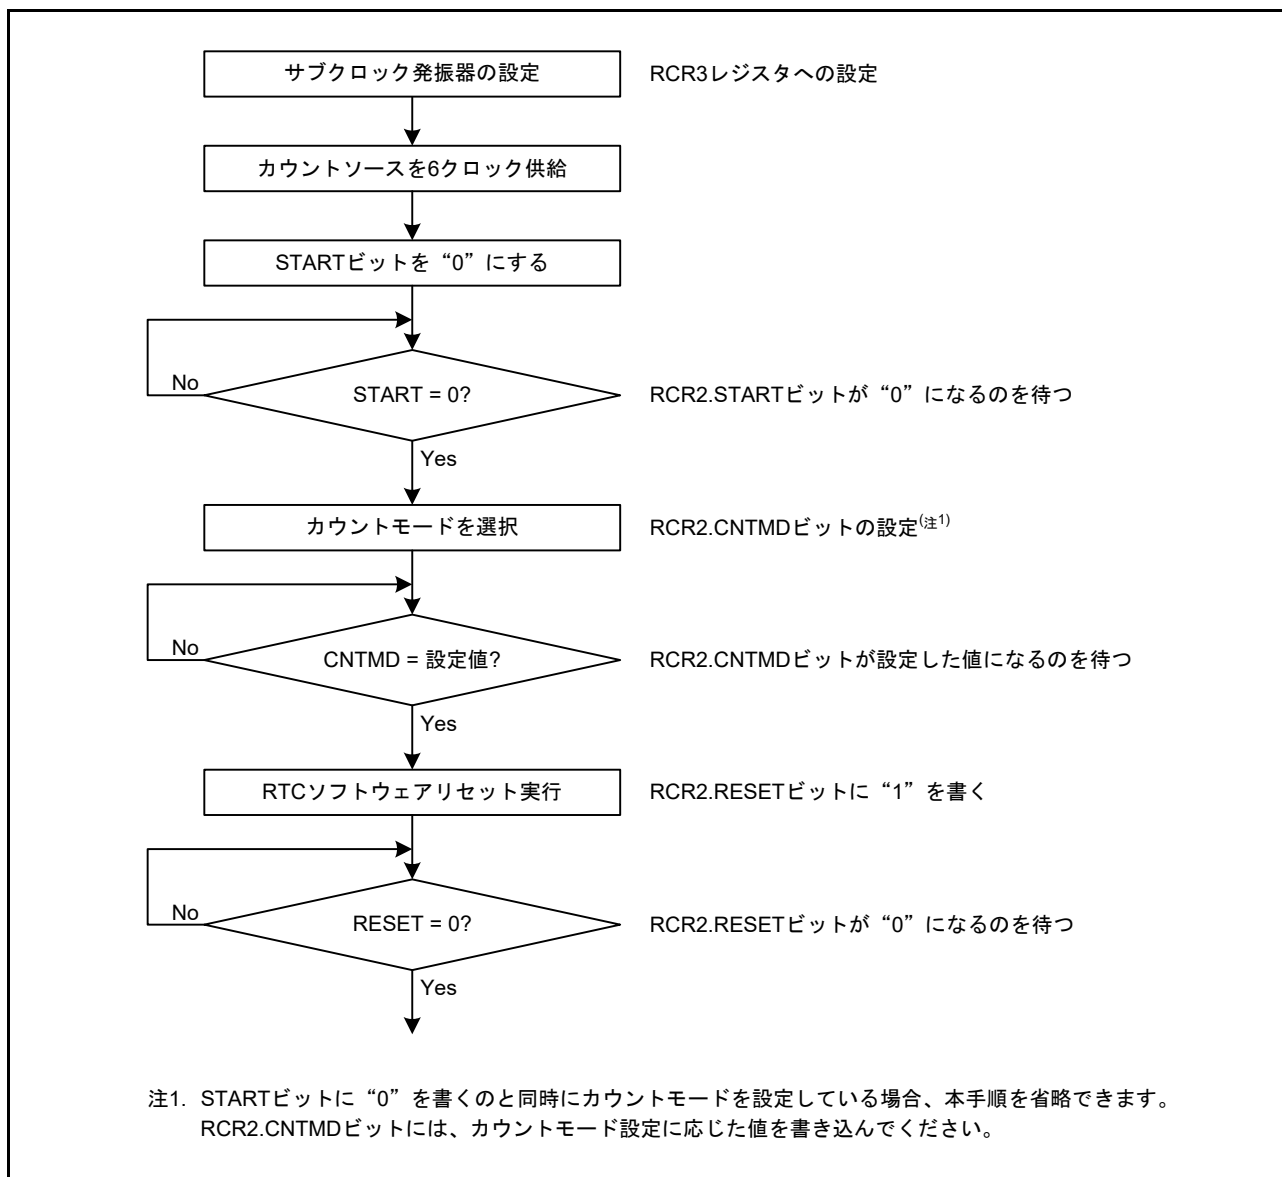 サブクロック発振器の設定 RCR3レジスタへの設定
カウントソースを6クロック供給
STARTビットを“0”にする
No START = 0? RCR2.STARTビットが“0”になるのを待つ
Yes
カウントモードを選択 RCR2.CNTMDビットの設定(注1)
No CNTMD = 設定値? RCR2.CNTMDビットが設定した値になるのを待つ
Yes
RTCソフトウェアリセット実行 RCR2.RESETビットに“1”を書く
No RESET = 0? RCR2.RESETビットが“0”になるのを待つ
Yes
注1. STARTビットに“0”を書くのと同時にカウントモードを設定している場合、本手順を省略できます。
RCR2.CNTMDビットには、カウントモード設定に応じた値を書き込んでください。